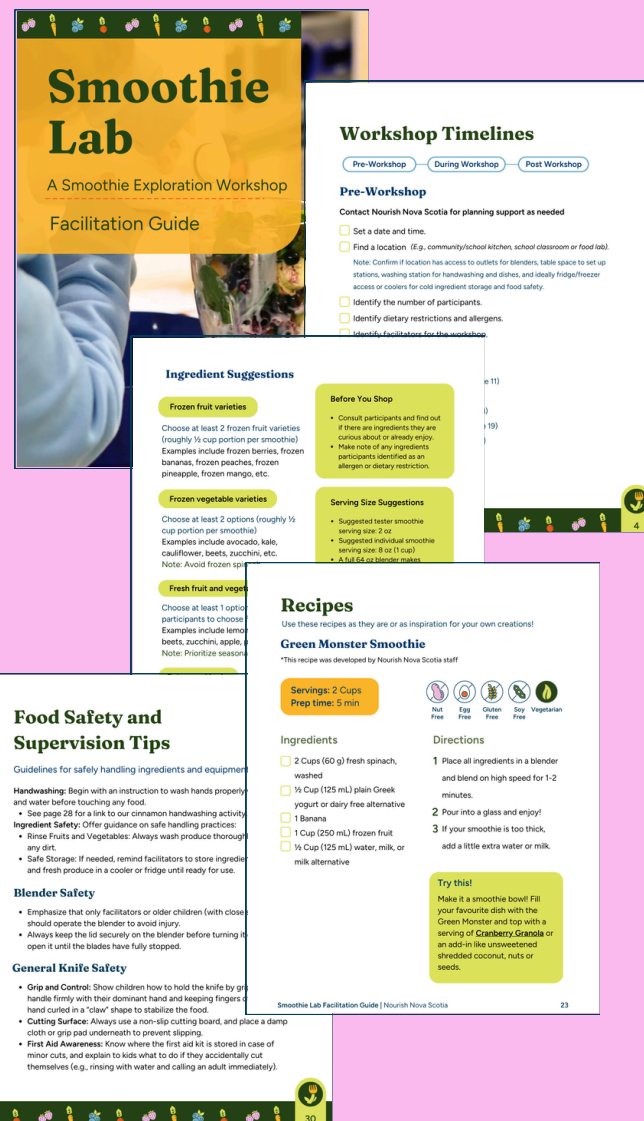 Smoothie
Lab
A Smoothie Exploration Workshop
Facilitation Guide
Workshop Timelines
Pre-Workshop
During Workshop
Post Workshop
Pre-Workshop
Contact Nourish Nova Scotia for planning support as needed
Set a date and time.
Find a location (E.g., community/school kitchen, school classroom or food lab).
Note: Confirm if location has access to outlets for blenders, table space to set up
stations, washing station for handwashing and dishes, and ideally fridge/freezer
access or coolers for cold ingredient storage and food safety.
Identify the number of participants.
Identify dietary restrictions and allergens.
Identify facilitators for the workshop.
e 11)
)
19)
)
4
Ingredient Suggestions
Frozen fruit varieties
Choose at least 2 frozen fruit varieties
(roughly ½ cup portion per smoothie)
Examples include frozen berries, frozen
bananas, frozen peaches, frozen
pineapple, frozen mango, etc.
Frozen vegetable varieties
Choose at least 2 options (roughly ½
cup portion per smoothie)
Examples include avocado, kale,
cauliflower, beets, zucchini, etc.
Note: Avoid frozen
Fresh fruit and
Choose at least 1
participants to choose
Examples include
beets, zucchini, apple,
Note: Prioritize
Before You Shop
• Consult participants and find out
if there are ingredients they are
curious about or already enjoy.
• Make note of any ingredients
participants identified as an
allergen or dietary restriction.
Serving Size Suggestions
• Suggested tester smoothie
serving size: 2 oz
• Suggested individual smoothie
serving size: 8 oz (1 cup)
• A full 64 oz blender makes
Recipes
Use these recipes as they are or as inspiration for your own creations!
Green Monster Smoothie
*This recipe was developed by Nourish Nova Scotia staff
Servings: 2 Cups
Prep time: 5 min
Nut Free
Egg Free
Gluten Free
Soy Free
Vegetarian
Ingredients
2 Cups (60 g) fresh spinach,
washed
½ Cup (125 mL) plain Greek
yogurt or dairy free alternative
1 Banana
1 Cup (250 mL) frozen fruit
½ Cup (125 mL) water, milk, or
milk alternative
Directions
1 Place all ingredients in a blender
and blend on high speed for 1-2
minutes.
2 Pour into a glass and enjoy!
3 If your smoothie is too thick,
add a little extra water or milk.
Try this!
Make it a smoothie bowl! Fill
your favourite dish with the
Green Monster and top with a
serving of Cranberry Granola or
an add-in like unsweetened
shredded coconut, nuts or
seeds.
Smoothie Lab Facilitation Guide | Nourish Nova Scotia
23
Food Safety and
Supervision Tips
Guidelines for safely handling ingredients and equipment
Handwashing: Begin with an instruction to wash hands properly
and water before touching any food.
• See page 28 for a link to our cinnamon handwashing activity
Ingredient Safety: Offer guidance on safe handling practices:
• Rinse Fruits and Vegetables: Always wash produce
any dirt.
• Safe Storage: If needed, remind facilitators to store
and fresh produce in a cooler or fridge until ready for use.
Blender Safety
• Emphasize that only facilitators or older children (with close
should operate the blender to avoid injury.
• Always keep the lid securely on the blender before turning it
open it until the blades have fully stopped.
General Knife Safety
• Grip and Control: Show children how to hold the knife by
handle firmly with their dominant hand and keeping fingers
hand curled in a "claw" shape to stabilize the food.
• Cutting Surface: Always use a non-slip cutting board, and place a damp
cloth or grip pad underneath to prevent slipping.
• First Aid Awareness: Know where the first aid kit is stored in case of
minor cuts, and explain to kids what to do if they accidentally cut
themselves (e.g., rinsing with water and calling an adult immediately).
30